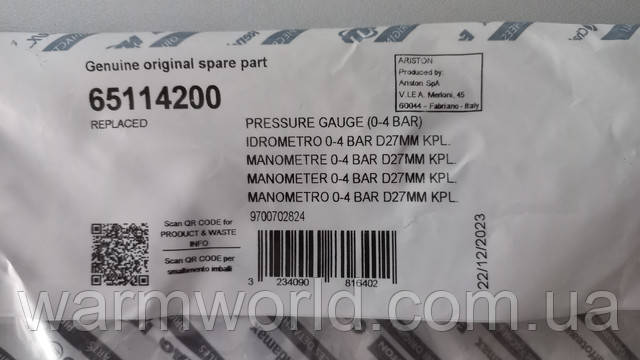 Genuine original spare part
65114200
REPLACED
ARISTON
Produced by:
Ariston SpA
V.LE A. Merloni, 45
60044 - Fabriano - Italy
PRESSURE GAUGE (0-4 BAR)
IDROMETRO 0-4 BAR D27MM KPL.
MANOMETRE 0-4 BAR D27MM KPL.
MANOMETER 0-4 BAR D27MM KPL.
MANOMETRO 0-4 BAR D27MM KPL.
9700702824
Scan QR CODE for
PRODUCT & WASTE
INFO
Scan QR CODE per
smaltimento imballi
3 234090 816402
22/12/2023
www.warmworld.com.ua